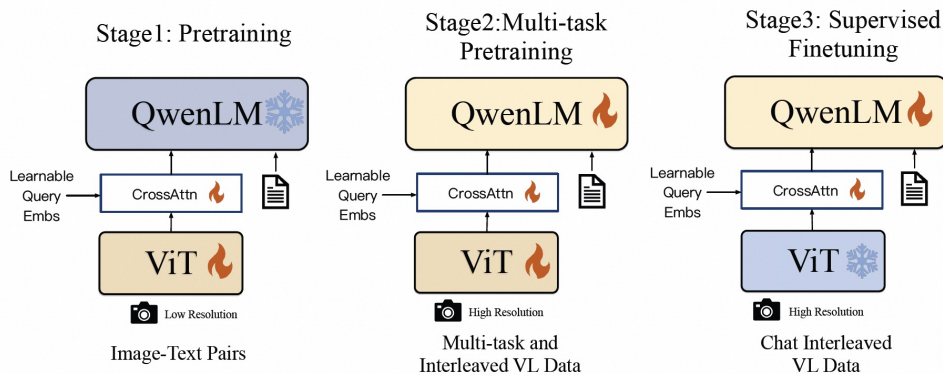 Stage1: Pretraining
QwenLM
Learnable
Query
Embs
CrossAttn
ViT
Low Resolution
Image-Text Pairs
Stage2:Multi-task
Pretraining
QwenLM
Learnable
Query
Embs
CrossAttn
ViT
High Resolution
Multi-task and
Interleaved VL Data
Stage3: Supervised
Finetuning
QwenLM
Learnable
Query
Embs
CrossAttn
ViT
High Resolution
Chat Interleaved
VL Data